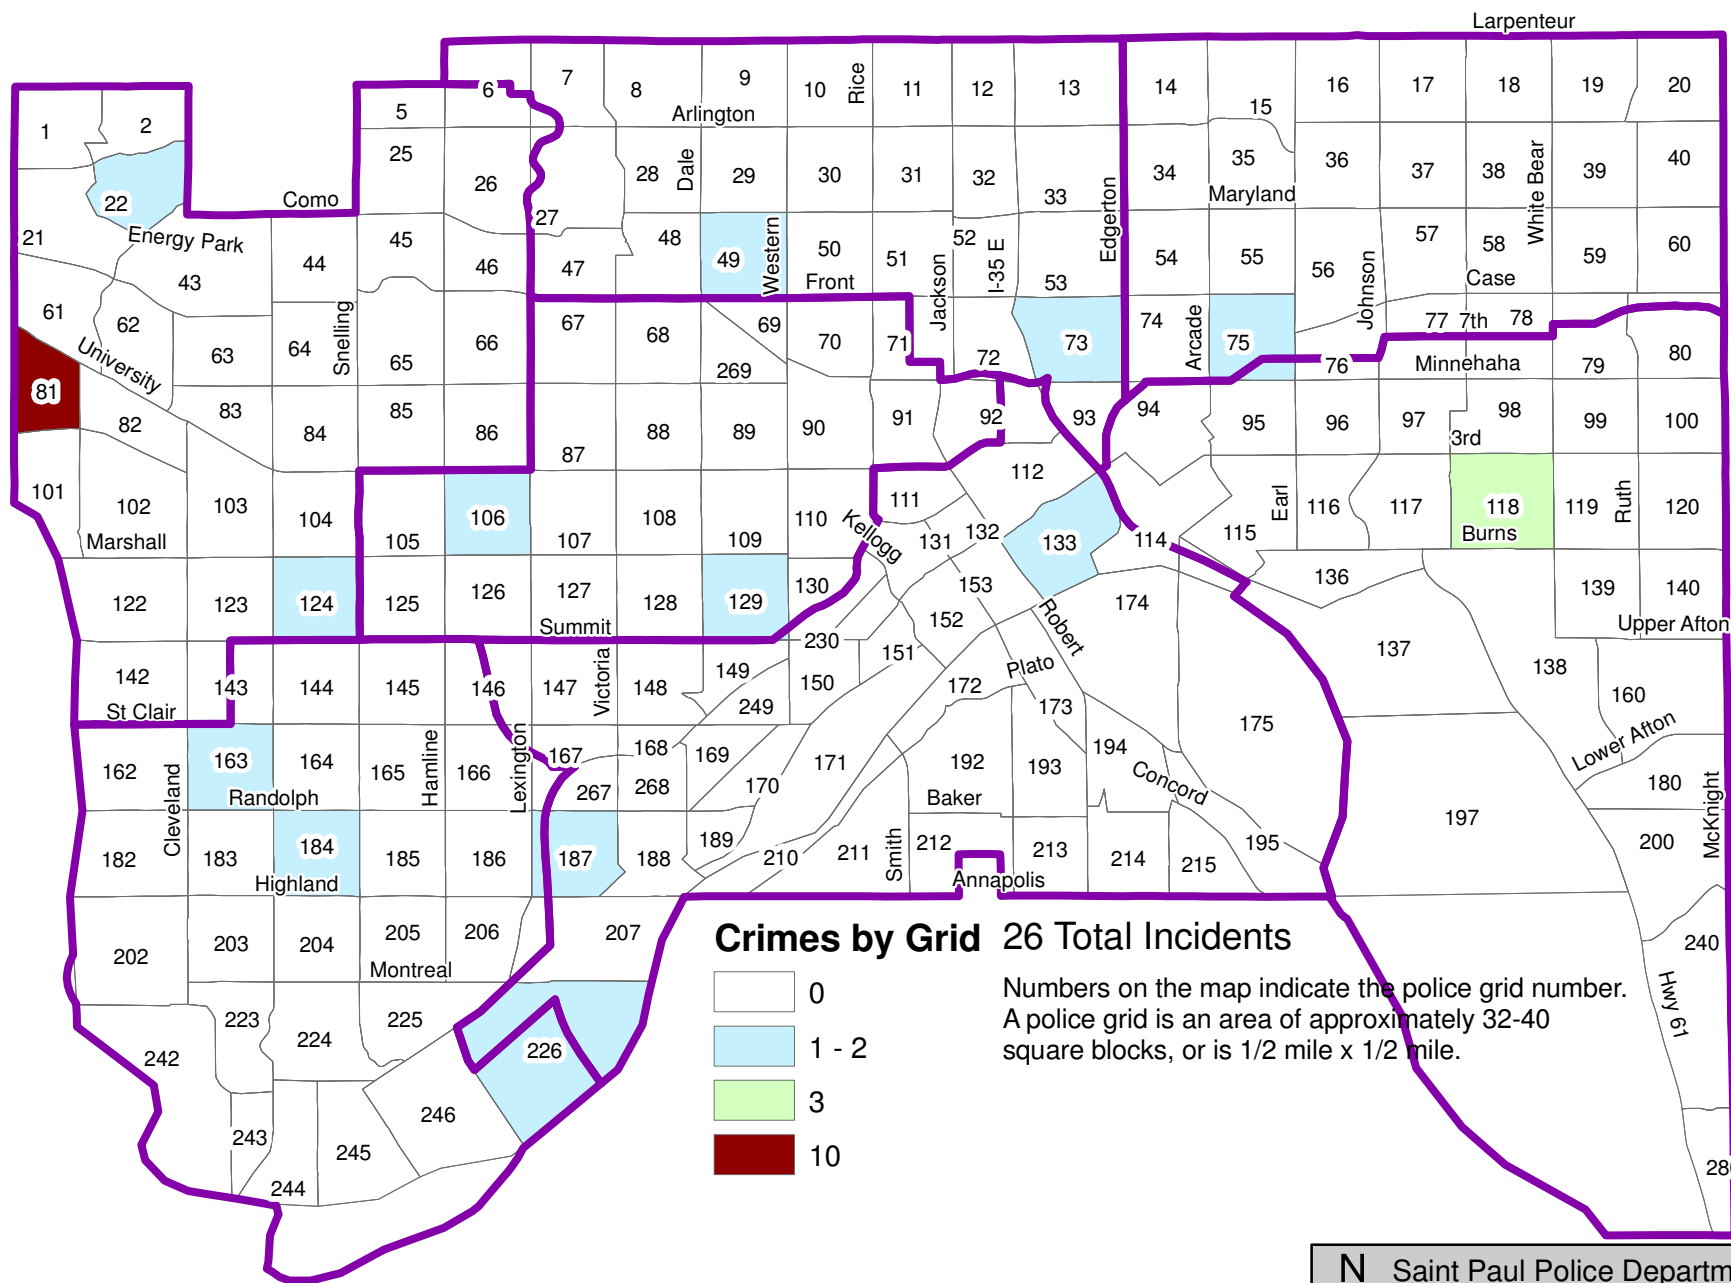 Larpenteur
6 7 8 9 10 Rice 11 12 13 14 15 16 17 18 19 20
5 Arlington
1 2 25 26 28 Dale 29 30 31 32 33 34 35 36 37 38 White Bear 39 40
22 Como 27 Maryland
21 Energy Park 45 46 47 48 49 Western 50 51 52 I-35 E 53 Edgerton 54 55 56 Johnson 57 58 59 60
43 44 Front Case
61 62 63 64 Snelling 65 66 67 68 69 70 71 Jackson 72 73 74 Arcade 75 76 77 7th 78 79 80
University 269 Minnehaha
81 82 83 84 85 86 87 88 89 90 91 92 93 94 95 96 97 98 99 100
3rd
101 102 103 104 105 106 107 108 109 110 111 112 Earl 116 117 118 119 Ruth 120
Marshall Kellogg 131 132 133 114 115 Burns
122 123 124 125 126 127 128 129 130 153 136 139 140
Summit 230 152 Robert 174 Upper Afton
142 143 144 145 146 147 Victoria 148 149 150 151 Plato 137 138 160
St Clair 249 172 173 175
162 163 164 165 Hamline 166 Lexington 167 168 169 171 192 193 194 Concord Lower Afton
Cleveland Randolph 267 268 170 Baker 197 180 McKnight
182 183 184 185 186 187 188 189 210 211 Smith 212 213 214 215 195 200
Highland Annapolis
202 203 204 205 206 207 240
Montreal
223 224 225 226 Hwy 61
242 243 244 245 246 28
Crimes by Grid
0
1 - 2
3
10
26 Total Incidents
Numbers on the map indicate the police grid number.
A police grid is an area of approximately 32-40
square blocks, or is 1/2 mile x 1/2 mile.
N Saint Paul Police Departm